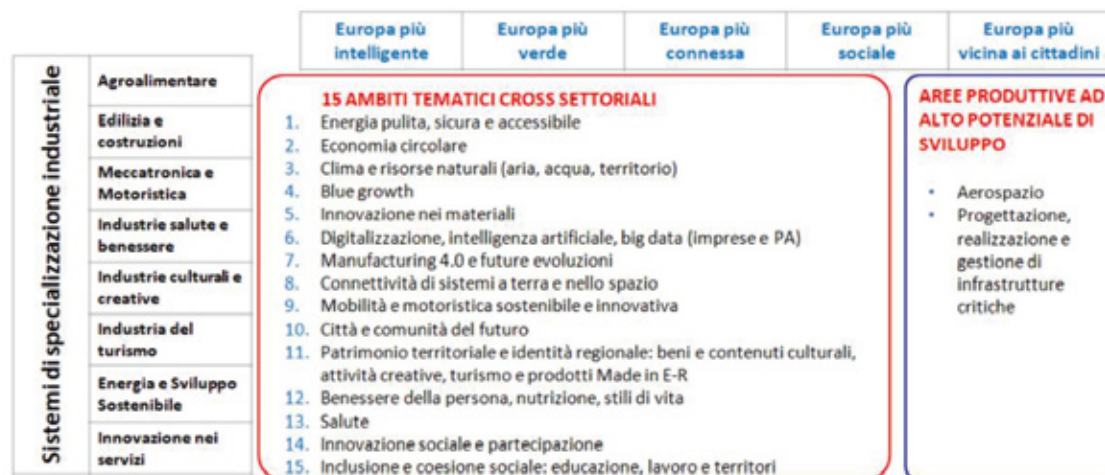 Europa più
intelligente
Europa più
verde
Europa più
connessa
Europa più
sociale
Europa più
vicina ai cittadini
Sistemi di specializzazione industriale
Agroalimentare
Edilizia e
costruzioni
Meccatronica e
Motoristica
Industrie salute e
benessere
Industrie culturali e
creative
Industria del
turismo
Energia e Sviluppo
Sostenibile
Innovazione nei
servizi
15 AMBITI TEMATICI CROSS SETTORIALI
1. Energia pulita, sicura e accessibile
2. Economia circolare
3. Clima e risorse naturali (aria, acqua, territorio)
4. Blue growth
5. Innovazione nei materiali
6. Digitalizzazione, intelligenza artificiale, big data (imprese e PA)
7. Manufacturing 4.0 e future evoluzioni
8. Connettività di sistemi a terra e nello spazio
9. Mobilità e motoristica sostenibile e innovativa
10. Città e comunità del futuro
11. Patrimonio territoriale e identità regionale: beni e contenuti culturali,
attività creative, turismo e prodotti Made in E-R
12. Benessere della persona, nutrizione, stili di vita
13. Salute
14. Innovazione sociale e partecipazione
15. Inclusione e coesione sociale: educazione, lavoro e territori
AREE PRODUTTIVE AD
ALTO POTENZIALE DI
SVILUPPO
• Aerospazio
• Progettazione,
realizzazione e
gestione di
infrastrutture
critiche